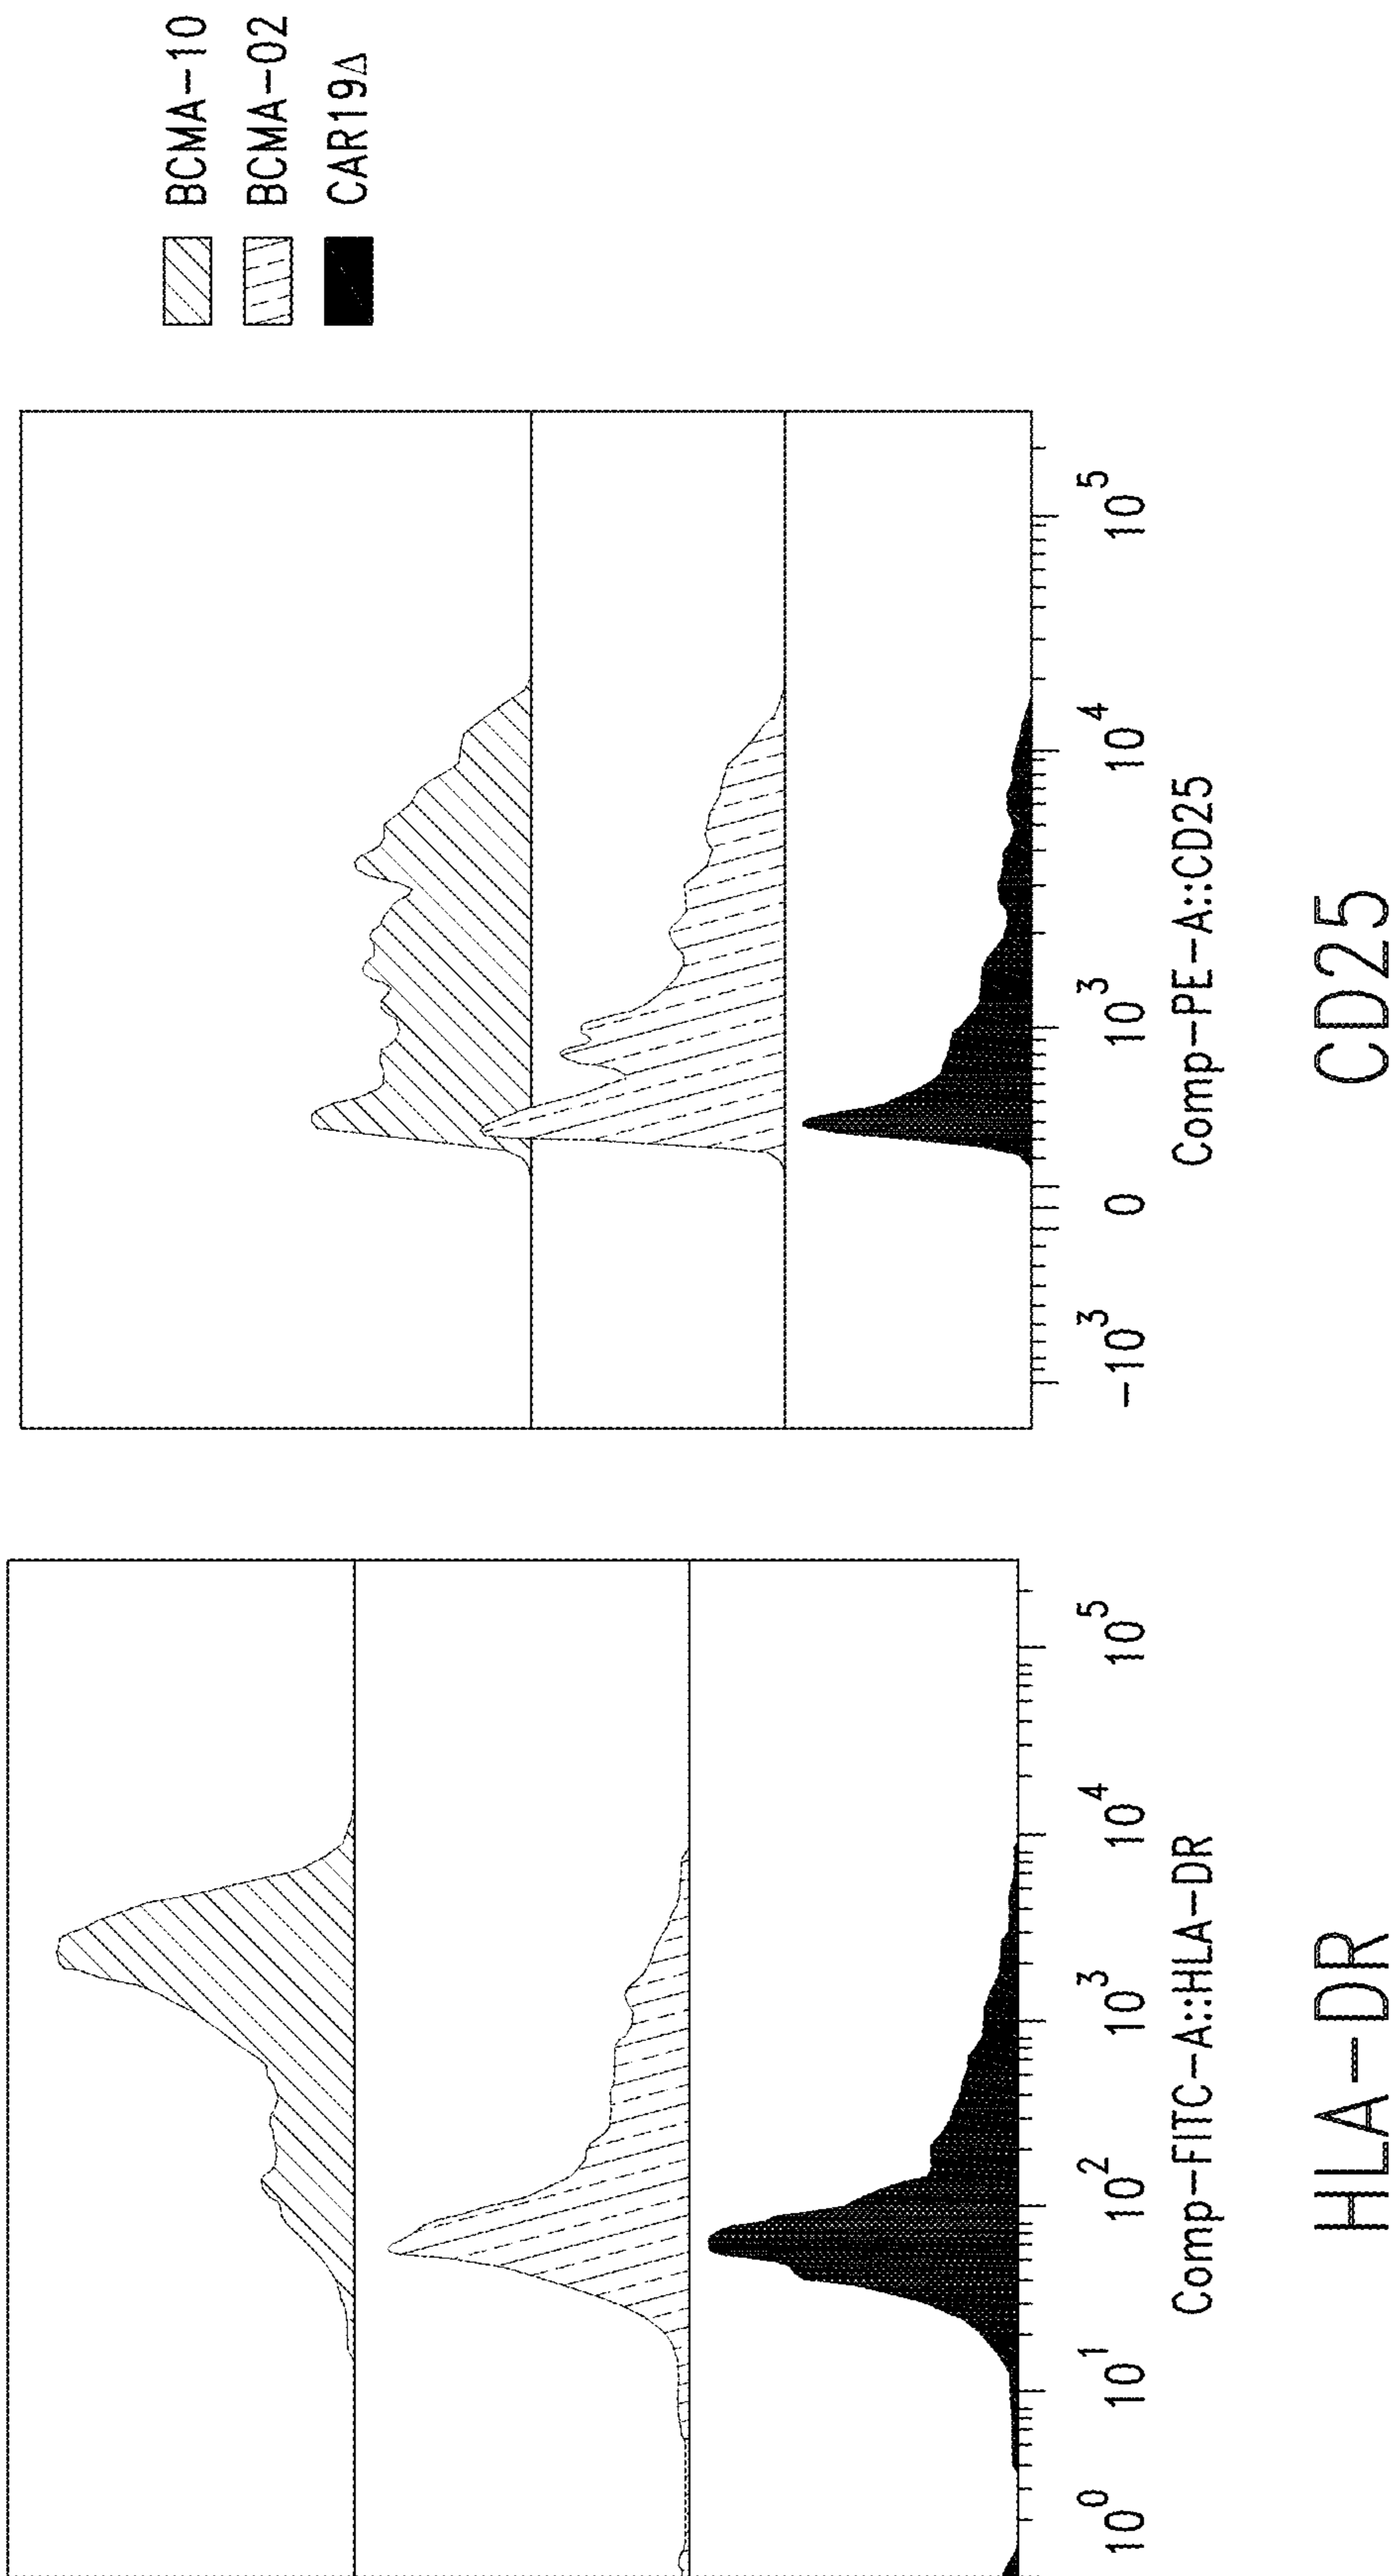 BCMA-10
BCMA-02
CAR19Δ
10⁰ 10¹ 10² 10³ 10⁴ 10⁵
Comp-FITC-A::HLA-DR
HLA-DR
-10³ 0 10³ 10⁴ 10⁵
Comp-PE-A::CD25
CD25